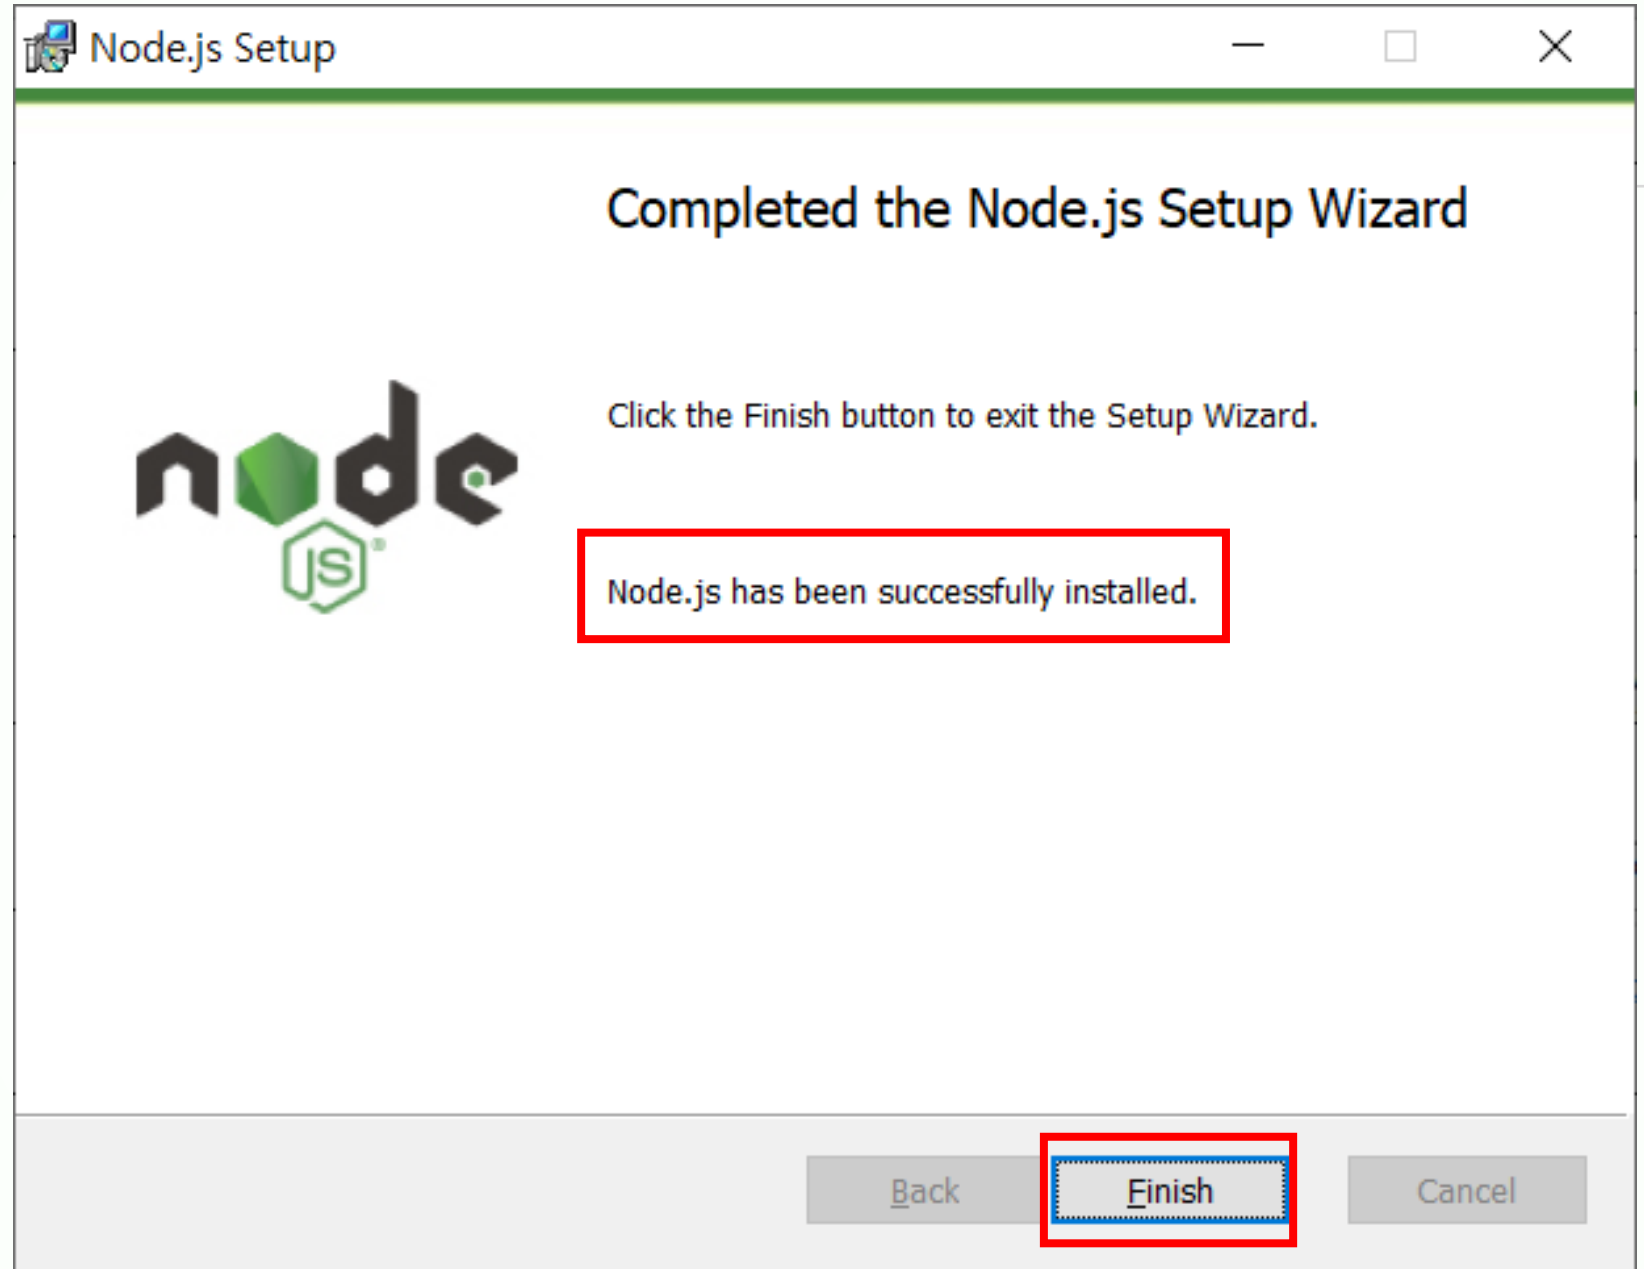 Node.js Setup
Completed the Node.js Setup Wizard
Click the Finish button to exit the Setup Wizard.
node
JS®
Node.js has been successfully installed.
Back
Finish
Cancel